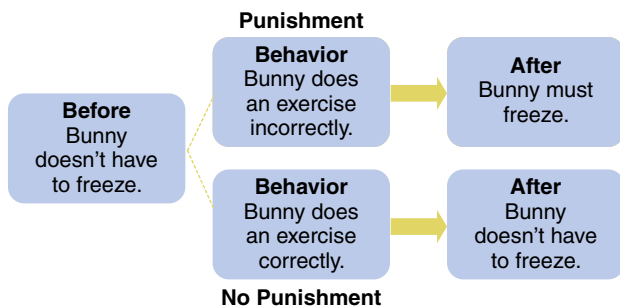 Punishment
Before
Bunny
doesn't have
to freeze.
Behavior
Bunny does
an exercise
incorrectly.
After
Bunny must
freeze.
Behavior
Bunny does
an exercise
correctly.
After
Bunny
doesn't have
to freeze.
No Punishment